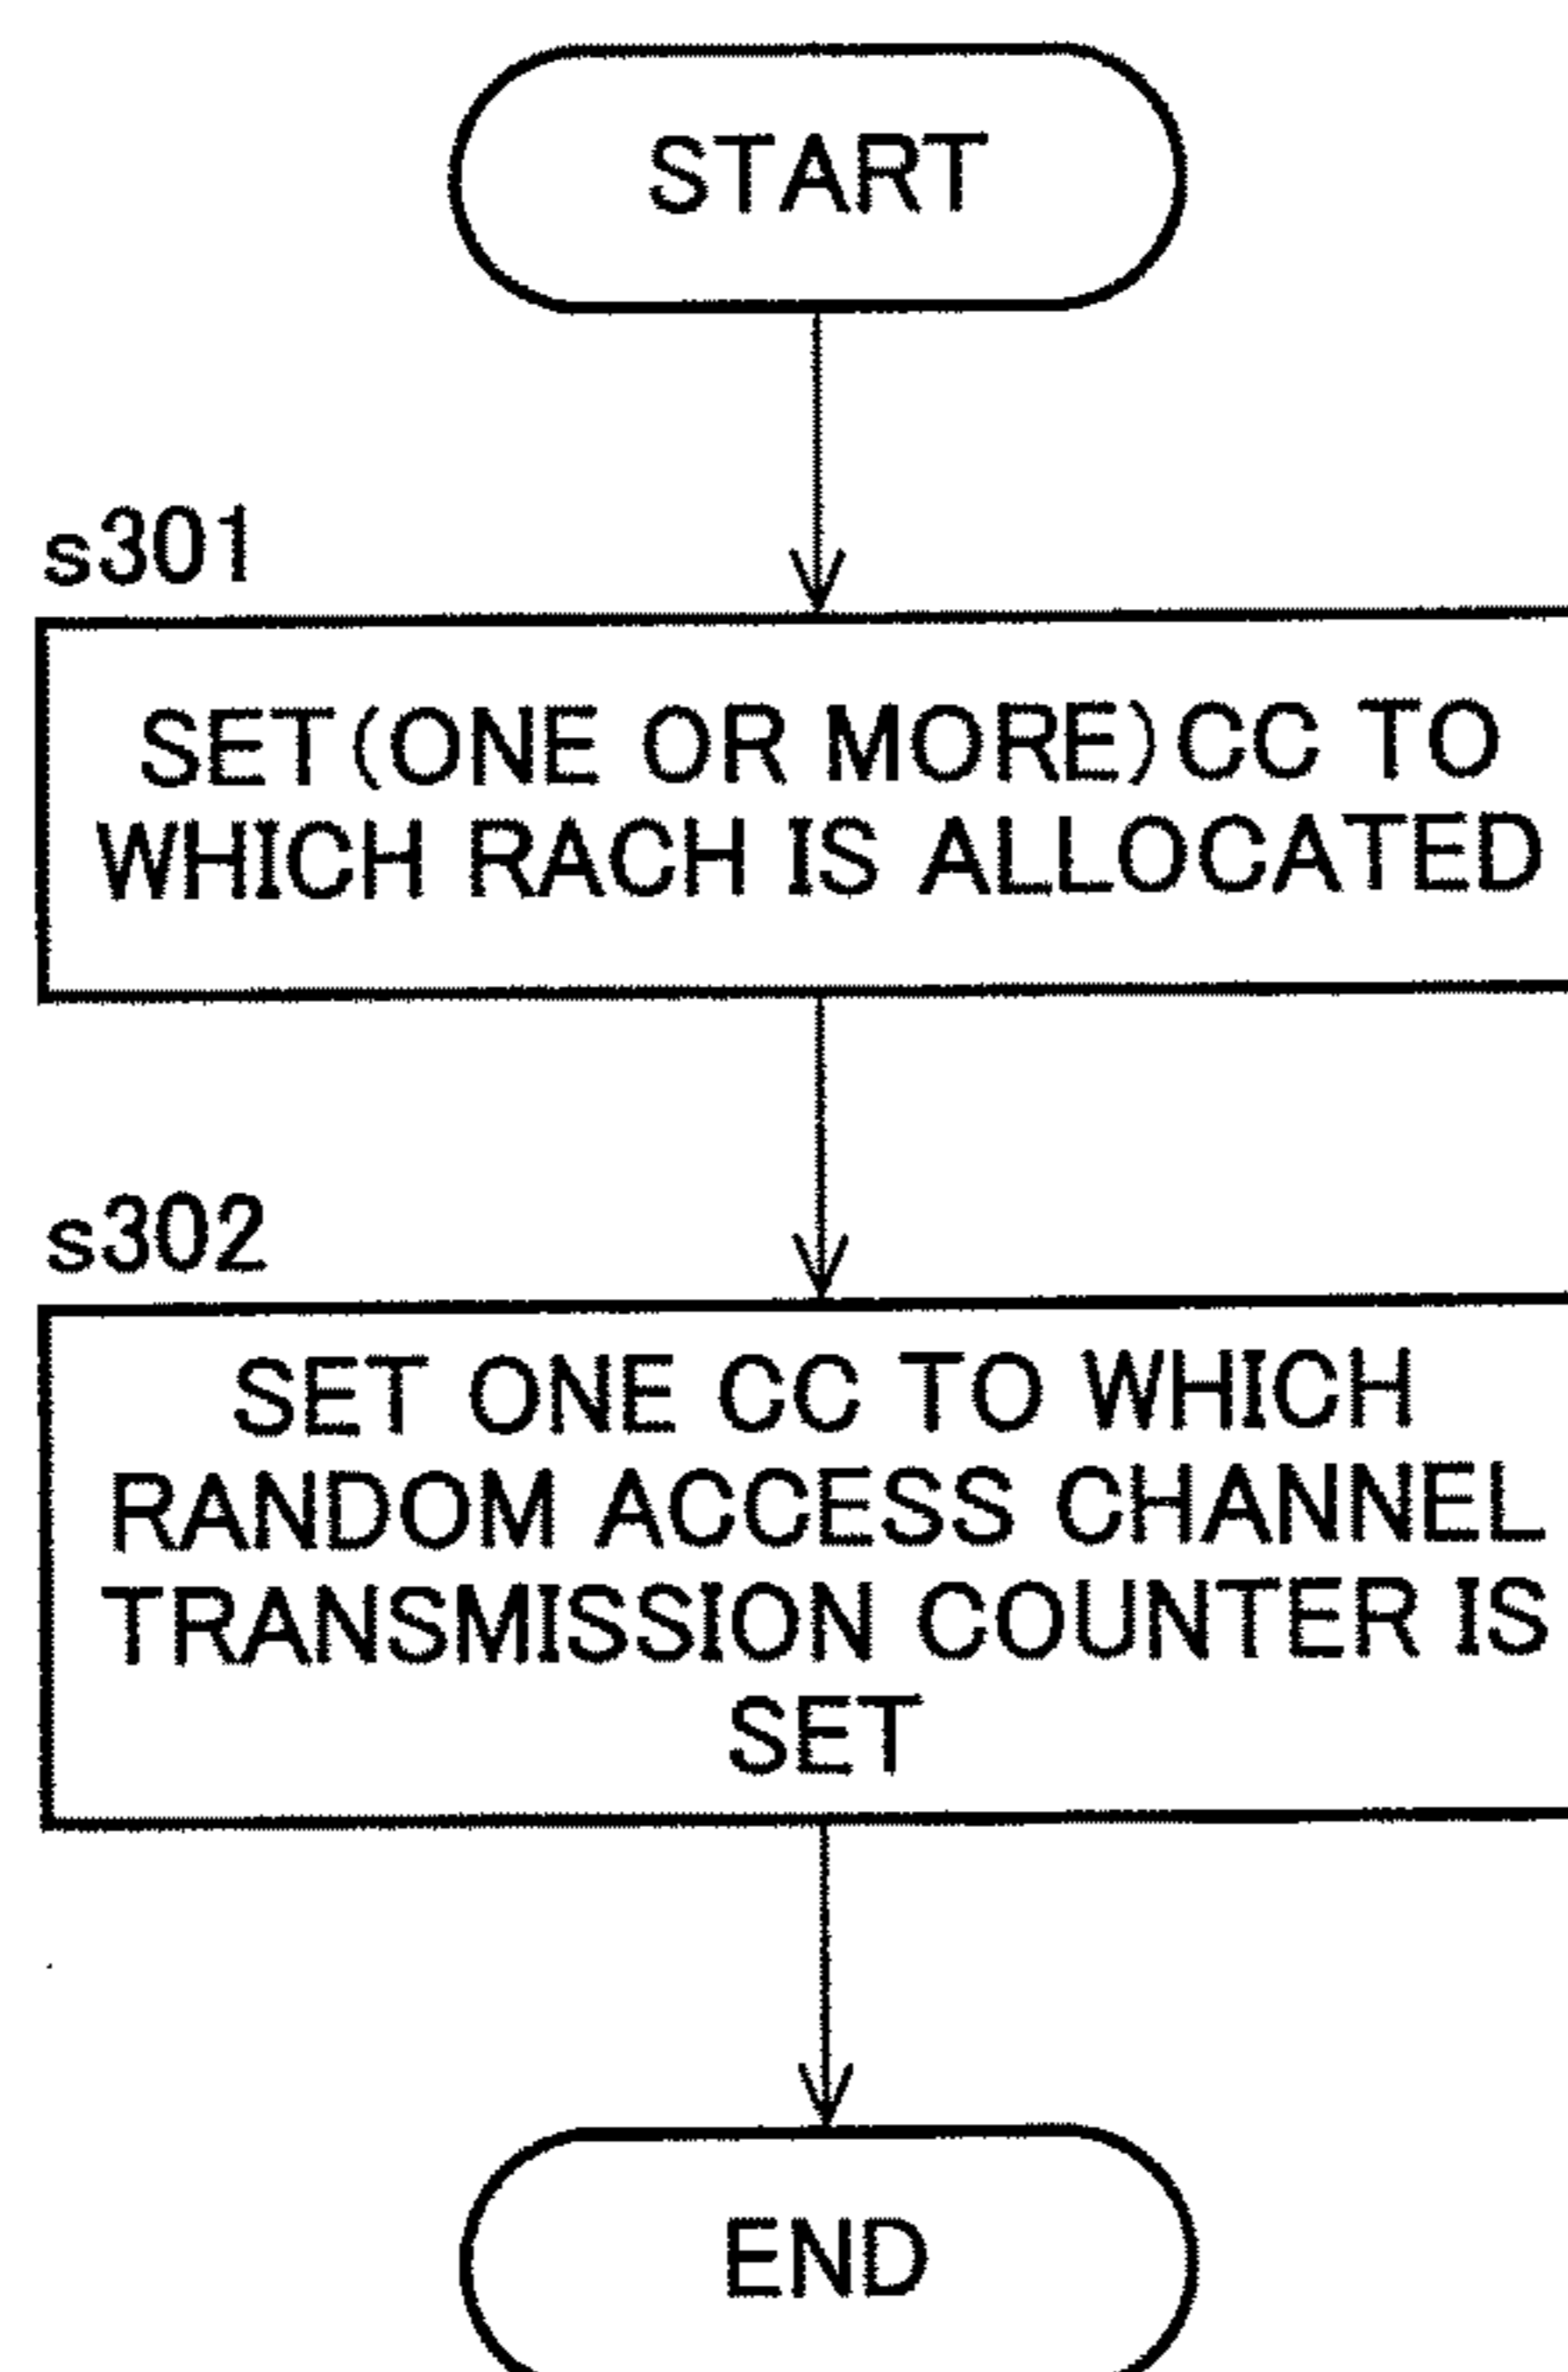 START
s301
SET(ONE OR MORE)CC TO
WHICH RACH IS ALLOCATED
s302
SET ONE CC TO WHICH
RANDOM ACCESS CHANNEL
TRANSMISSION COUNTER IS
SET
END